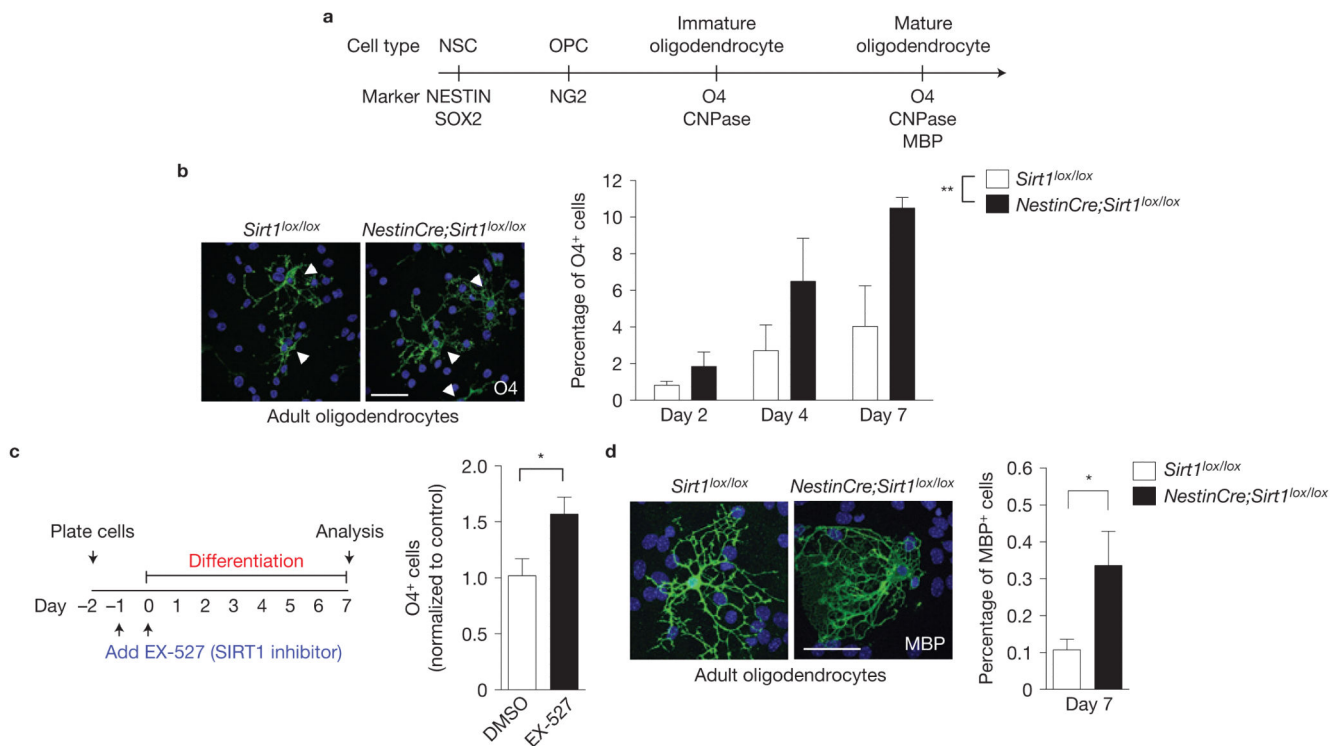 a
Cell type NSC OPC Immature oligodendrocyte Mature oligodendrocyte
Marker NESTIN NG2 O4 O4
SOX2 CNPase CNPase
MBP
b
Sirt1lox/lox NestinCre;Sirt1lox/lox
O4
Adult oligodendrocytes
Percentage of O4+ cells
12
10
8
6
4
2
0
Day 2 Day 4 Day 7
** Sirt1lox/lox
NestinCre;Sirt1lox/lox
c
Plate cells Analysis
Differentiation
Day –2 –1 0 1 2 3 4 5 6 7
Add EX-527 (SIRT1 inhibitor)
O4+ cells
(normalized to control)
2.0
1.5
1.0
0.5
0
*
DMSO
EX-527
d
Sirt1lox/lox NestinCre;Sirt1lox/lox
MBP
Adult oligodendrocytes
Percentage of MBP+ cells
0.6
0.5
0.4
0.3
0.2
0.1
0
*
Day 7
Sirt1lox/lox
NestinCre;Sirt1lox/lox